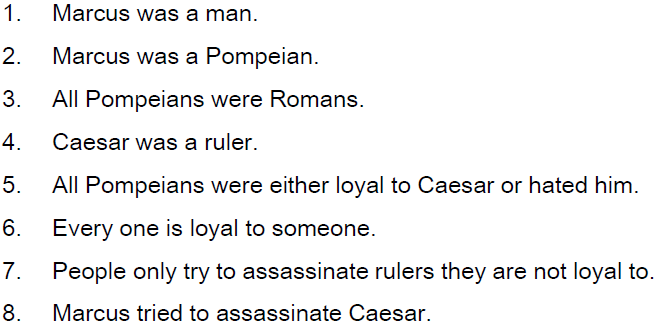 1. Marcus was a man.
2. Marcus was a Pompeian.
3. All Pompeians were Romans.
4. Caesar was a ruler.
5. All Pompeians were either loyal to Caesar or hated him.
6. Every one is loyal to someone.
7. People only try to assassinate rulers they are not loyal to.
8. Marcus tried to assassinate Caesar.